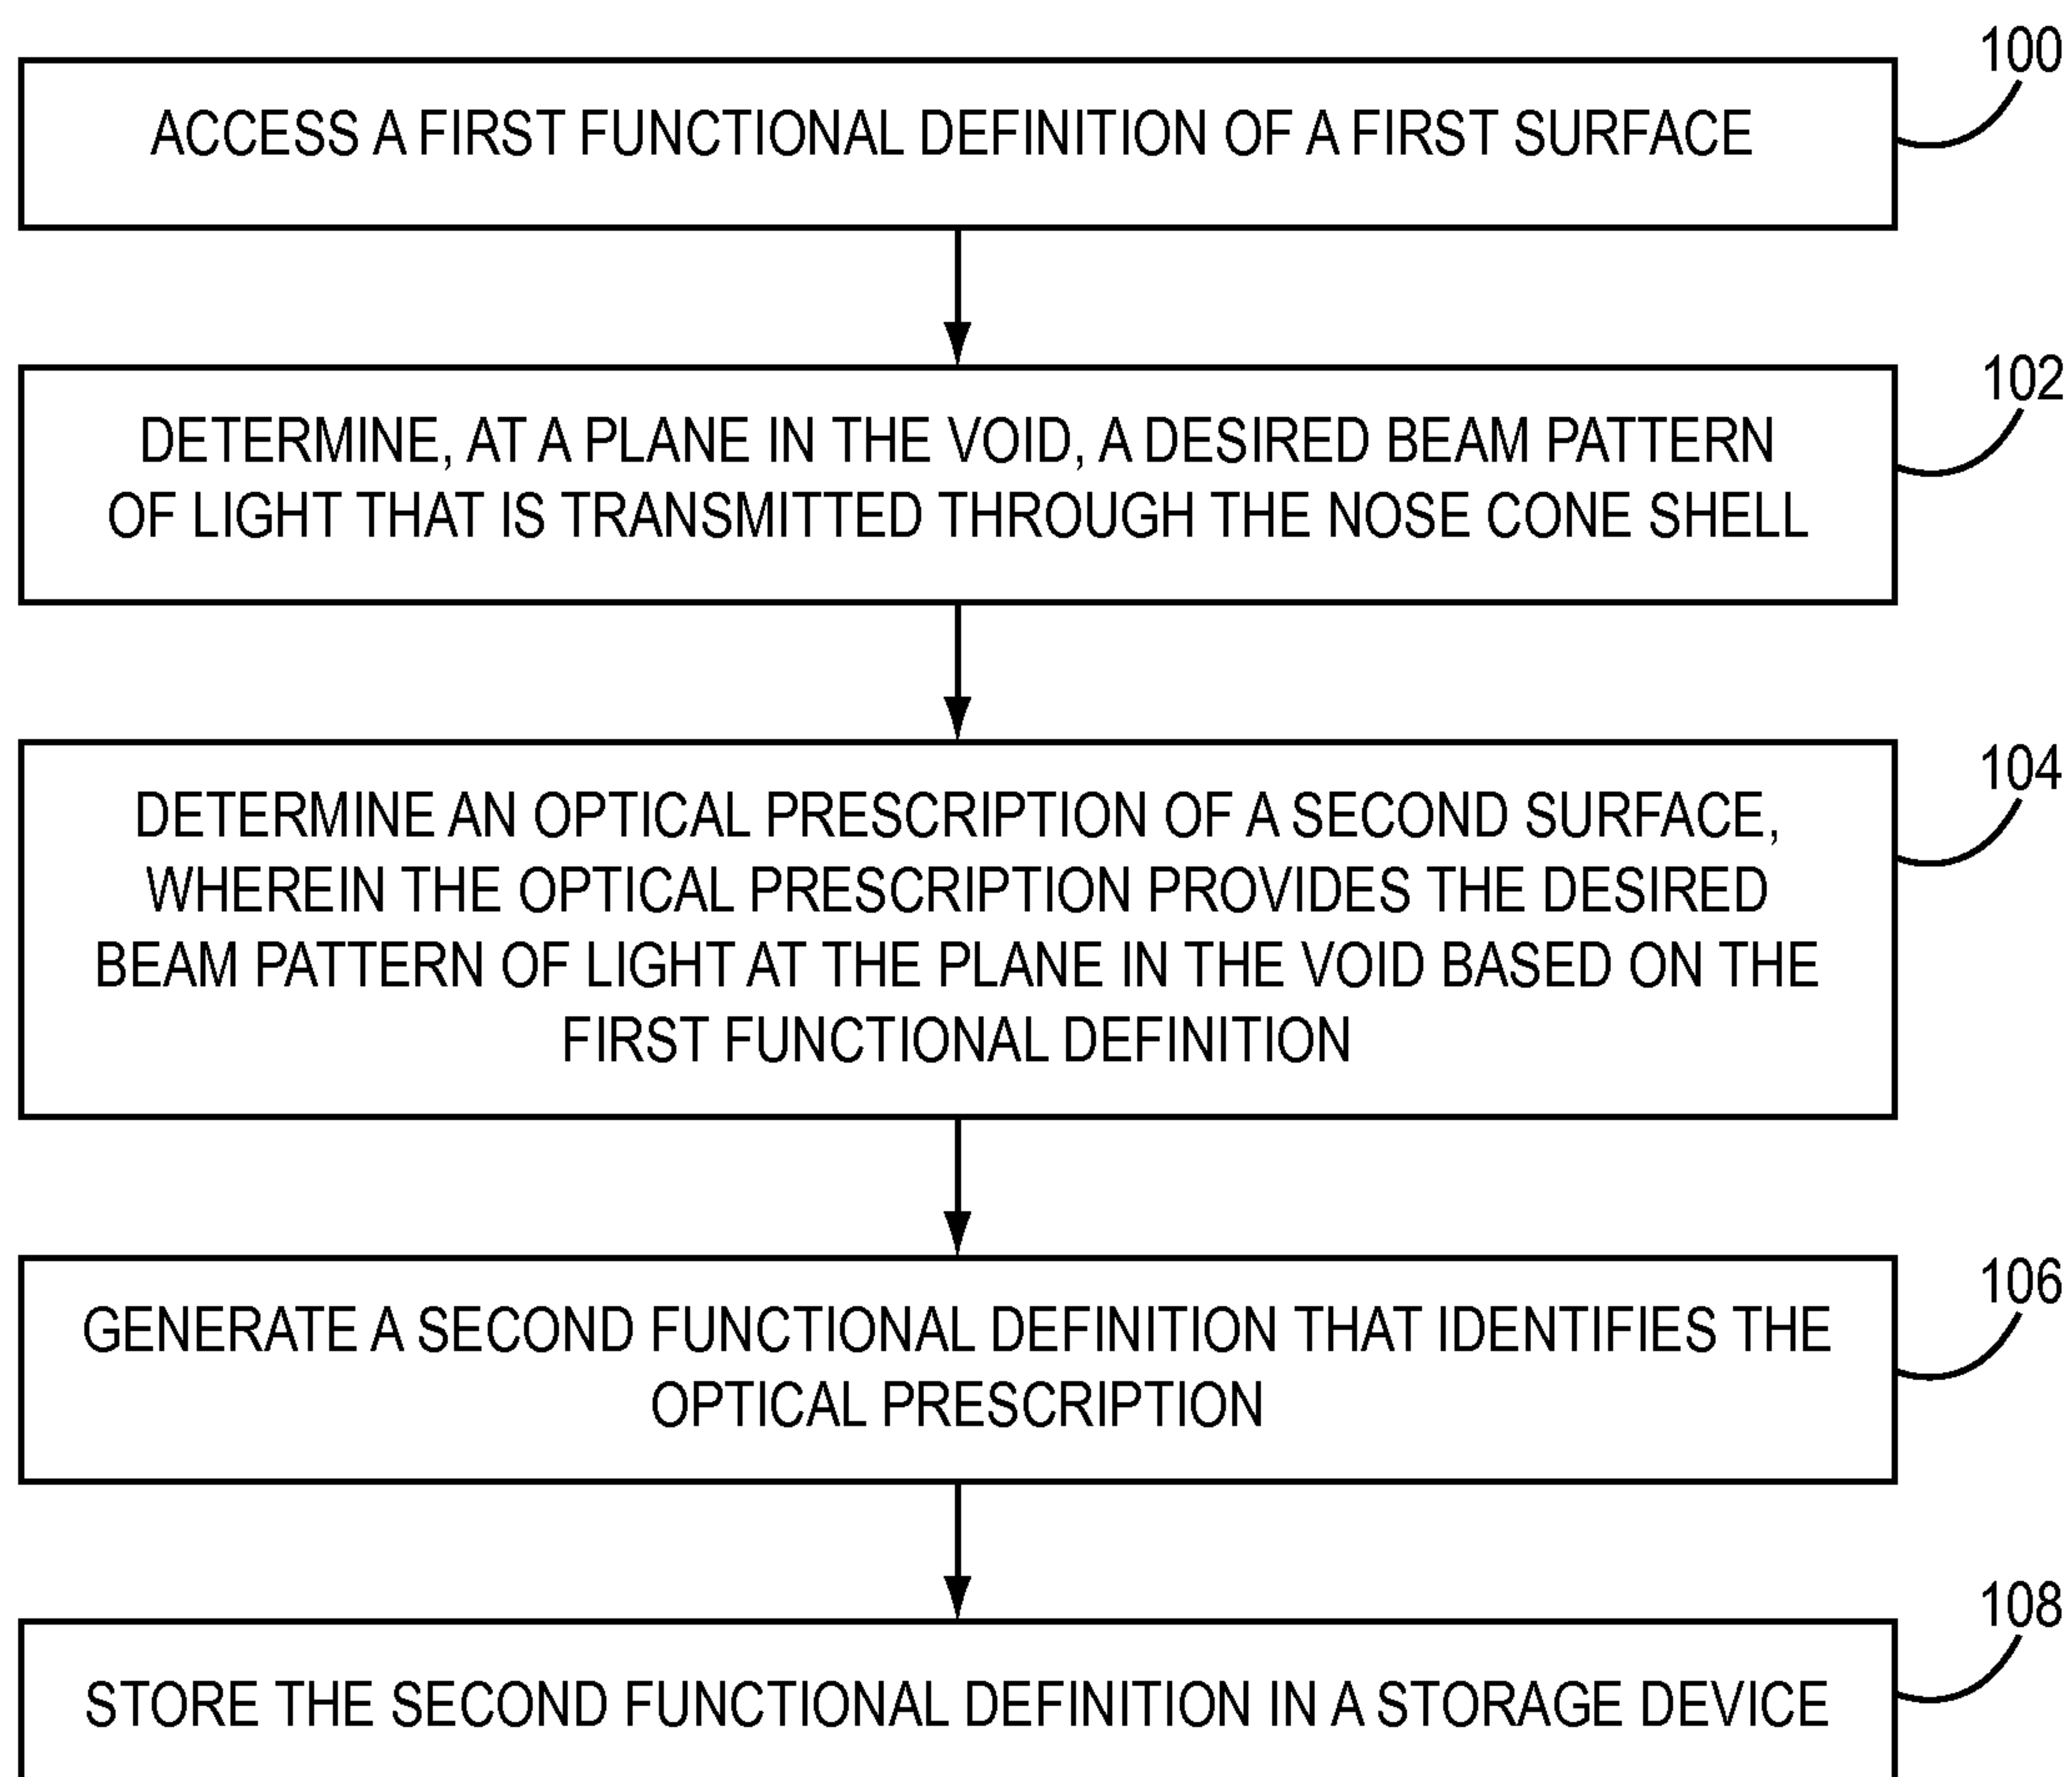 100
ACCESS A FIRST FUNCTIONAL DEFINITION OF A FIRST SURFACE
102
DETERMINE, AT A PLANE IN THE VOID, A DESIRED BEAM PATTERN
OF LIGHT THAT IS TRANSMITTED THROUGH THE NOSE CONE SHELL
104
DETERMINE AN OPTICAL PRESCRIPTION OF A SECOND SURFACE,
WHEREIN THE OPTICAL PRESCRIPTION PROVIDES THE DESIRED
BEAM PATTERN OF LIGHT AT THE PLANE IN THE VOID BASED ON THE
FIRST FUNCTIONAL DEFINITION
106
GENERATE A SECOND FUNCTIONAL DEFINITION THAT IDENTIFIES THE
OPTICAL PRESCRIPTION
108
STORE THE SECOND FUNCTIONAL DEFINITION IN A STORAGE DEVICE